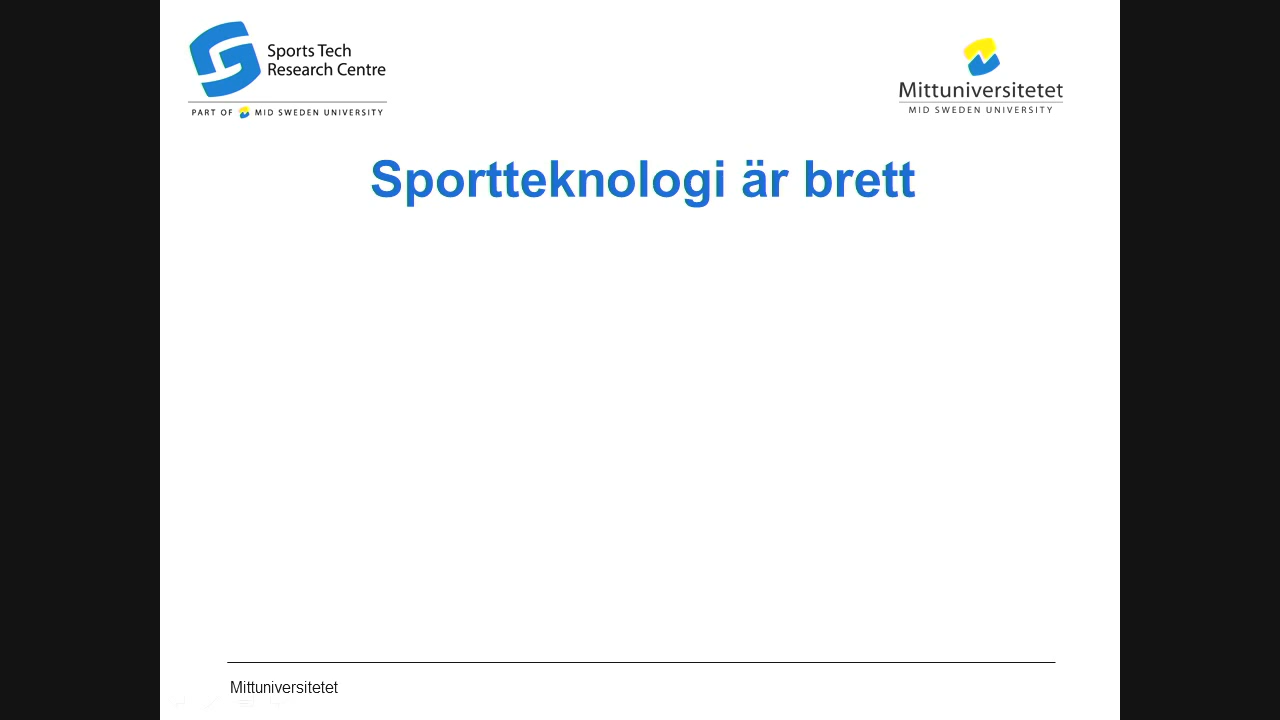 Sports Tech
Research Centre
PART OF MID SWEDEN UNIVERSITY
Mittuniversitetet
MID SWEDEN UNIVERSITY
Sportteknologi är brett
Mittuniversitetet